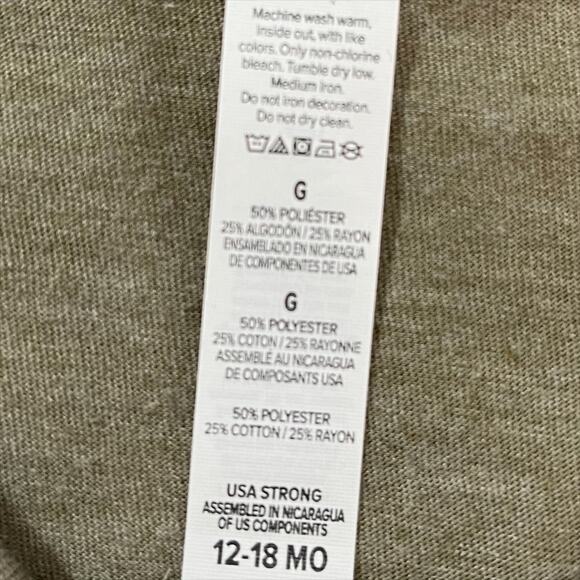 Machine wash warm,
inside out, with like
colors. Only non-chlorine
bleach. Tumble dry low.
Medium iron.
Do not iron decoration.
Do not dry clean.
G
50% POLIÉSTER
25% ALGODÓN / 25% RAYON
ENSAMBLADO EN NICARAGUA
DE COMPONENTES DE USA
G
50% POLYESTER
25% COTON / 25% RAYONNE
ASSEMBLÉ AU NICARAGUA
DE COMPOSANTS USA
50% POLYESTER
25% COTTON / 25% RAYON
USA STRONG
ASSEMBLED IN NICARAGUA
OF US COMPONENTS
12-18 MO